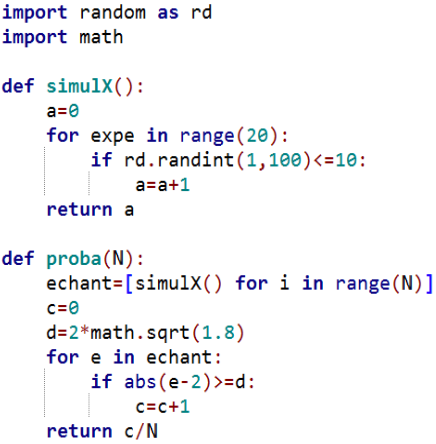 import random as rd
import math
def simulX():
    a=0
    for expe in range(20):
        if rd.randint(1,100)<=10:
            a=a+1
    return a
def proba(N):
    echant=[simulX() for i in range(N)]
    c=0
    d=2*math.sqrt(1.8)
    for e in echant:
        if abs(e-2)>=d:
            c=c+1
    return c/N